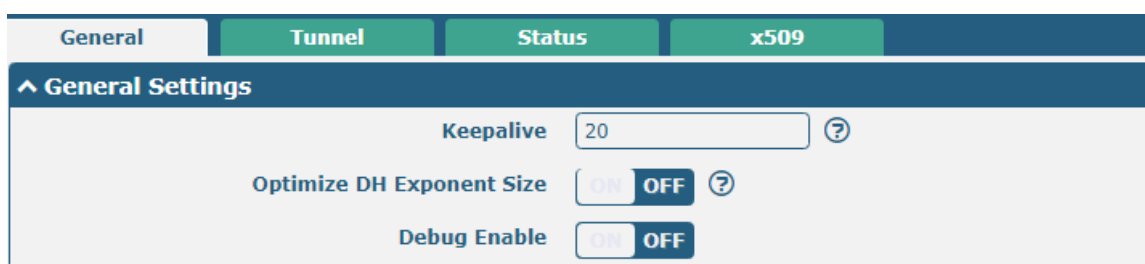 General Tunnel Status x509
General Settings
Keepalive 20 ?
Optimize DH Exponent Size ON OFF ?
Debug Enable ON OFF